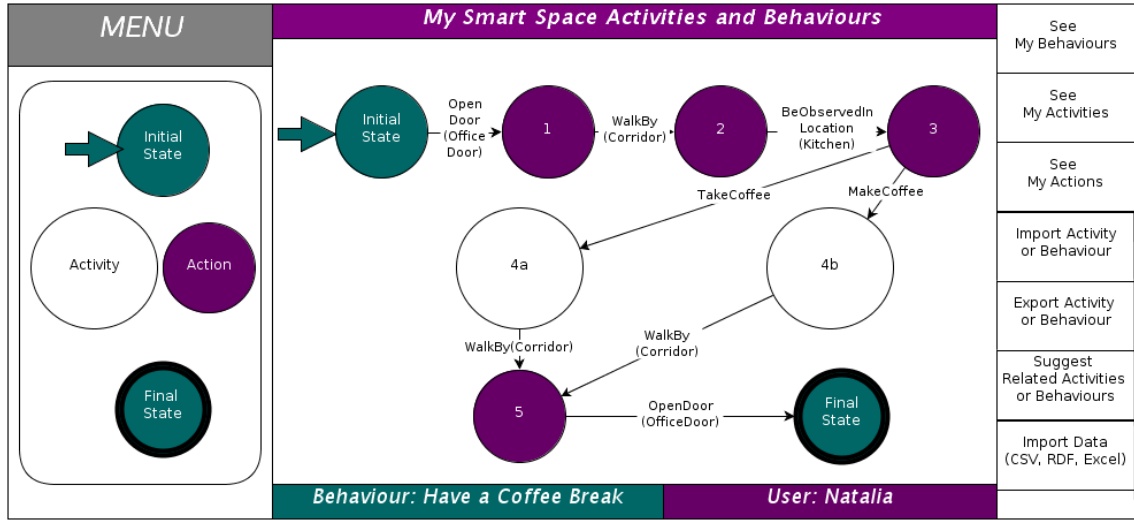 MENU
My Smart Space Activities and Behaviours
Initial
State
Activity
Action
Final
State
Initial
State
Open
Door
(Office
Door)
1
WalkBy
(Corridor)
2
BeObservedIn
Location
(Kitchen)
3
TakeCoffee
MakeCoffee
4a
4b
WalkBy(Corridor)
WalkBy
(Corridor)
5
OpenDoor
(OfficeDoor)
Final
State
Behaviour: Have a Coffee Break
User: Natalia
See
My Behaviours
See
My Activities
See
My Actions
Import Activity
or Behaviour
Export Activity
or Behaviour
Suggest
Related Activities
or Behaviours
Import Data
(CSV, RDF, Excel)